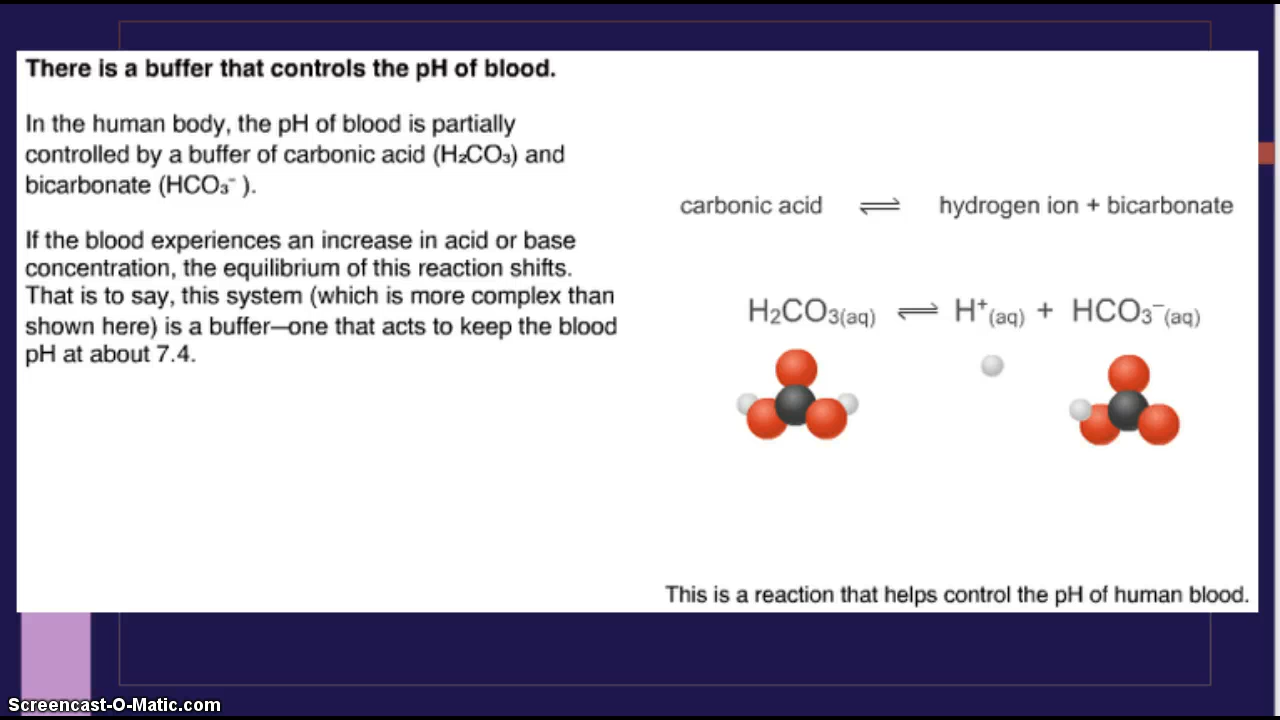 There is a buffer that controls the pH of blood.
In the human body, the pH of blood is partially
controlled by a buffer of carbonic acid (H₂CO₃) and
bicarbonate (HCO₃⁻ ).
If the blood experiences an increase in acid or base
concentration, the equilibrium of this reaction shifts.
That is to say, this system (which is more complex than
shown here) is a buffer—one that acts to keep the blood
pH at about 7.4.
carbonic acid ⇌ hydrogen ion + bicarbonate
H₂CO₃(aq) ⇌ H⁺(aq) + HCO₃⁻(aq)
This is a reaction that helps control the pH of human blood.
Screencast-O-Matic.com